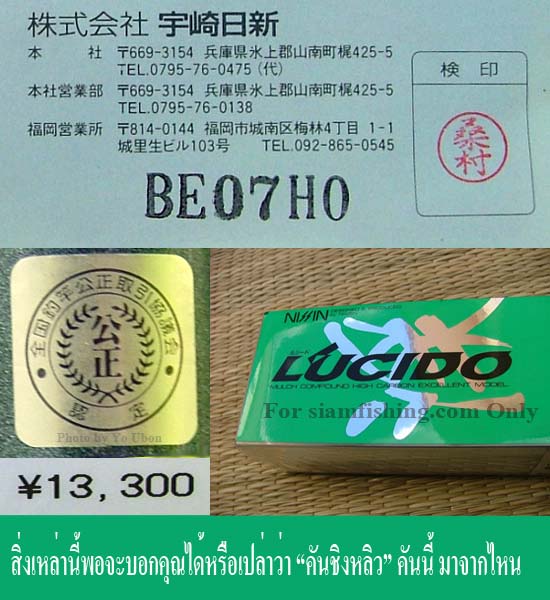 株式会社 宇崎日新
本 社 〒669-3154 兵庫県氷上郡山南町梶425-5
TEL.0795-76-0475 (代)
本社営業部 〒669-3154 兵庫県氷上郡山南町梶425-5
TEL.0795-76-0138
福岡営業所 〒814-0144 福岡市城南区梅林4丁目 1-1
城里生ビル103号 TEL.092-865-0545
検 印
桑村
BE07H0
全国釣竿公正取引協議会
公正
認定
Photo by Yo Ubon
¥13,300
NISSIN
LUCIDO
MULCH COMPOUND HIGH CARBON EXCELLENT MODEL
For siamfishing.com Only
สิ่งเหล่านี้พอจะบอกคุณได้หรือเปล่าว่า “คันชิงหลิว” คันนี้ มาจากไหน